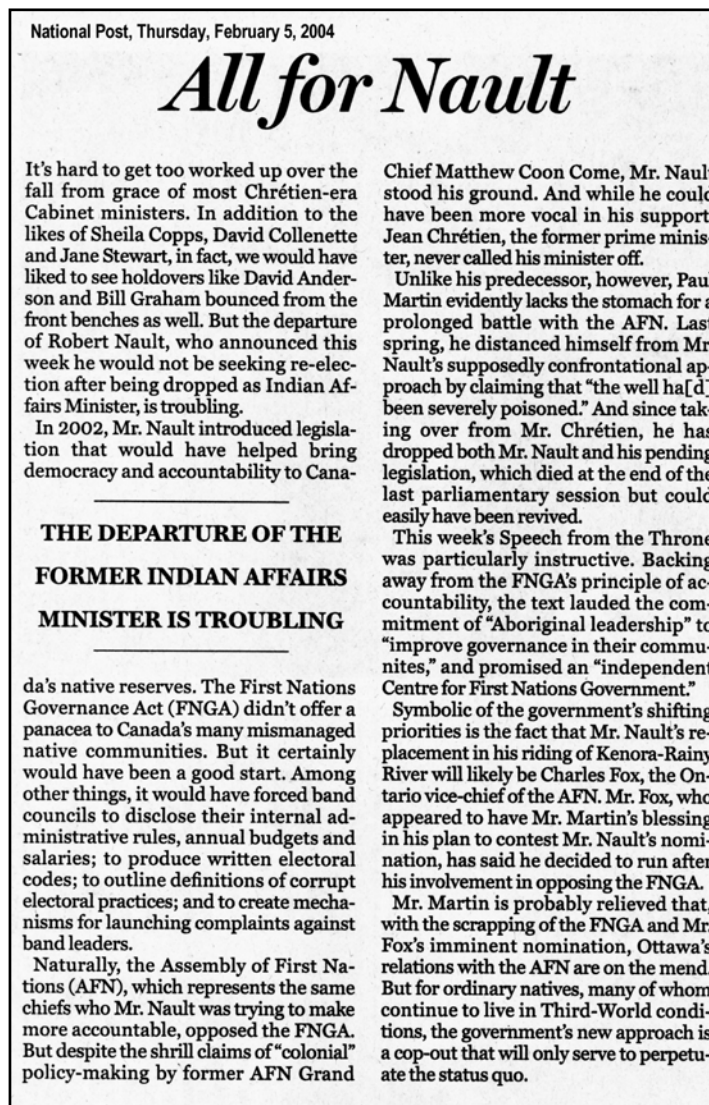 National Post, Thursday, February 5, 2004
All for Nault
It's hard to get too worked up over the
fall from grace of most Chrétien-era
Cabinet ministers. In addition to the
likes of Sheila Copps, David Collenette
and Jane Stewart, in fact, we would have
liked to see holdovers like David Ander-
son and Bill Graham bounced from the
front benches as well. But the departure
of Robert Nault, who announced this
week he would not be seeking re-elec-
tion after being dropped as Indian Af-
fairs Minister, is troubling.
In 2002, Mr. Nault introduced legisla-
tion that would have helped bring
democracy and accountability to Cana-
THE DEPARTURE OF THE
FORMER INDIAN AFFAIRS
MINISTER IS TROUBLING
da's native reserves. The First Nations
Governance Act (FNGA) didn't offer a
panacea to Canada's many mismanaged
native communities. But it certainly
would have been a good start. Among
other things, it would have forced band
councils to disclose their internal ad-
ministrative rules, annual budgets and
salaries; to produce written electoral
codes; to outline definitions of corrupt
electoral practices; and to create mecha-
nisms for launching complaints against
band leaders.
Naturally, the Assembly of First Na-
tions (AFN), which represents the same
chiefs who Mr. Nault was trying to make
more accountable, opposed the FNGA.
But despite the shrill claims of "colonial"
policy-making by former AFN Grand
Chief Matthew Coon Come, Mr. Nault
stood his ground. And while he could
have been more vocal in his support,
Jean Chrétien, the former prime minis-
ter, never called his minister off.
Unlike his predecessor, however, Paul
Martin evidently lacks the stomach for a
prolonged battle with the AFN. Last
spring, he distanced himself from Mr.
Nault's supposedly confrontational ap-
proach by claiming that "the well ha[d]
been severely poisoned." And since tak-
ing over from Mr. Chrétien, he has
dropped both Mr. Nault and his pending
legislation, which died at the end of the
last parliamentary session but could
easily have been revived.
This week's Speech from the Throne
was particularly instructive. Backing
away from the FNGA's principle of ac-
countability, the text lauded the com-
mitment of "Aboriginal leadership" to
"improve governance in their commu-
nites," and promised an "independent
Centre for First Nations Government."
Symbolic of the government's shifting
priorities is the fact that Mr. Nault's re-
placement in his riding of Kenora-Rainy
River will likely be Charles Fox, the On-
tario vice-chief of the AFN. Mr. Fox, who
appeared to have Mr. Martin's blessing
in his plan to contest Mr. Nault's nomi-
nation, has said he decided to run after
his involvement in opposing the FNGA.
Mr. Martin is probably relieved that,
with the scrapping of the FNGA and Mr.
Fox's imminent nomination, Ottawa's
relations with the AFN are on the mend.
But for ordinary natives, many of whom
continue to live in Third-World condi-
tions, the government's new approach is
a cop-out that will only serve to perpetu-
ate the status quo.